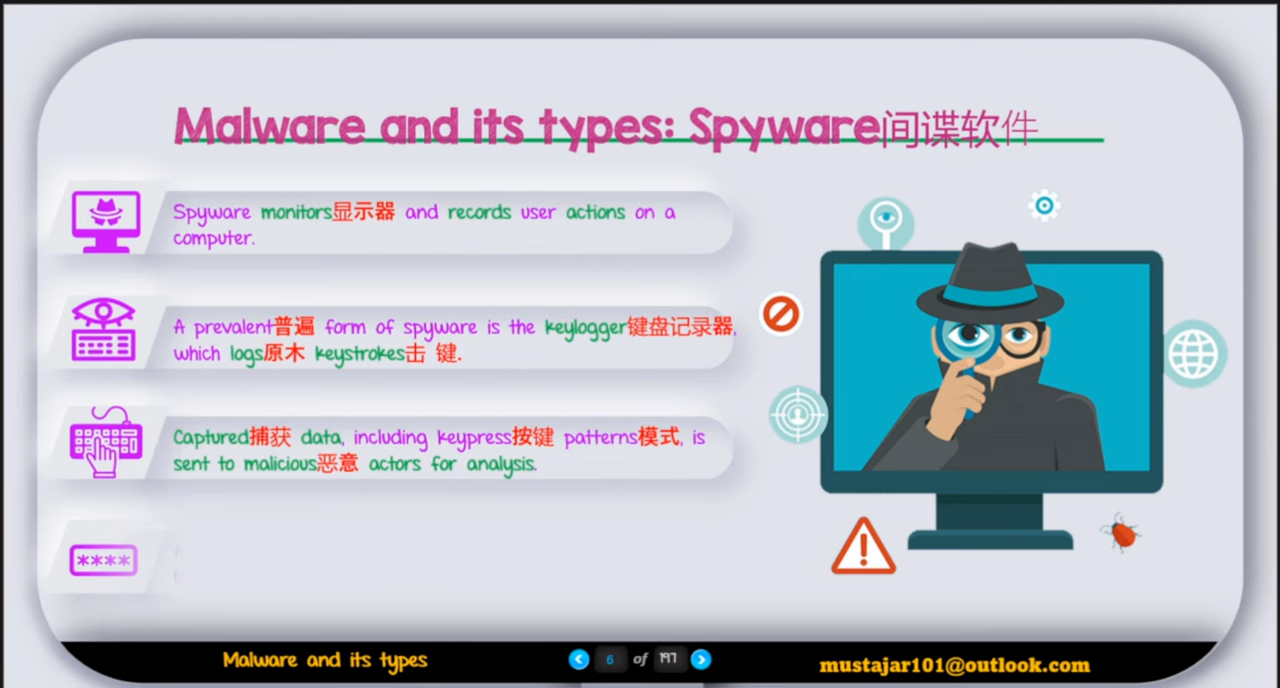 Malware and its types: Spyware间谍软件
Spyware monitors显示器 and records user actions on a
computer.
A prevalent普遍 form of spyware is the keylogger键盘记录器,
which logs原木 keystrokes击 键.
Captured捕获 data, including keypress按键 patterns模式, is
sent to malicious恶意 actors for analysis.
****
Malware and its types
6 of 197
mustajar101@outlook.com